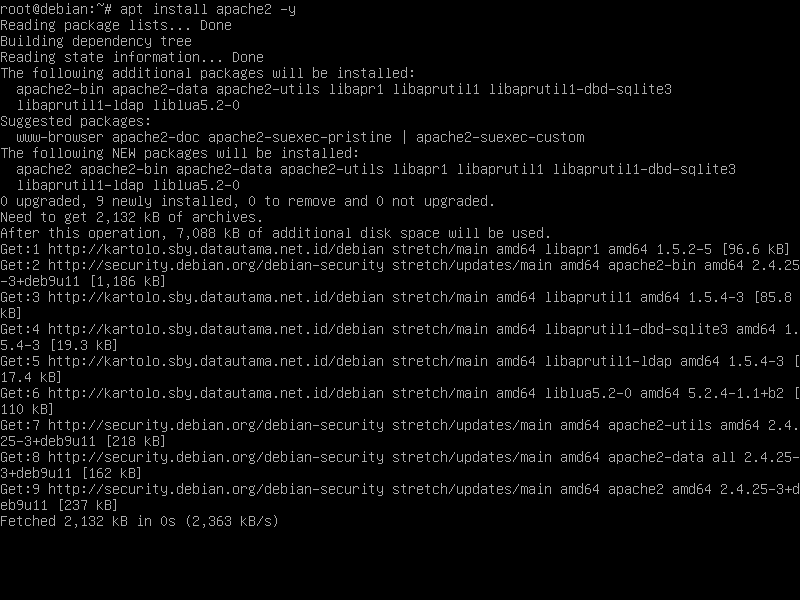 root@debian:~# apt install apache2 -y
Reading package lists... Done
Building dependency tree
Reading state information... Done
The following additional packages will be installed:
  apache2-bin apache2-data apache2-utils libapr1 libaprutil1 libaprutil1-dbd-sqlite3
  libaprutil1-ldap liblua5.2-0
Suggested packages:
  www-browser apache2-doc apache2-suexec-pristine | apache2-suexec-custom
The following NEW packages will be installed:
  apache2 apache2-bin apache2-data apache2-utils libapr1 libaprutil1 libaprutil1-dbd-sqlite3
  libaprutil1-ldap liblua5.2-0
0 upgraded, 9 newly installed, 0 to remove and 0 not upgraded.
Need to get 2,132 kB of archives.
After this operation, 7,088 kB of additional disk space will be used.
Get:1 http://kartolo.sby.datautama.net.id/debian stretch/main amd64 libapr1 amd64 1.5.2-5 [96.6 kB]
Get:2 http://security.debian.org/debian-security stretch/updates/main amd64 apache2-bin amd64 2.4.25
-3+deb9u11 [1,186 kB]
Get:3 http://kartolo.sby.datautama.net.id/debian stretch/main amd64 libaprutil1 amd64 1.5.4-3 [85.8
kB]
Get:4 http://kartolo.sby.datautama.net.id/debian stretch/main amd64 libaprutil1-dbd-sqlite3 amd64 1.
5.4-3 [19.3 kB]
Get:5 http://kartolo.sby.datautama.net.id/debian stretch/main amd64 libaprutil1-ldap amd64 1.5.4-3 [
17.4 kB]
Get:6 http://kartolo.sby.datautama.net.id/debian stretch/main amd64 liblua5.2-0 amd64 5.2.4-1.1+b2 [
110 kB]
Get:7 http://security.debian.org/debian-security stretch/updates/main amd64 apache2-utils amd64 2.4.
25-3+deb9u11 [218 kB]
Get:8 http://security.debian.org/debian-security stretch/updates/main amd64 apache2-data all 2.4.25-
3+deb9u11 [162 kB]
Get:9 http://security.debian.org/debian-security stretch/updates/main amd64 apache2 amd64 2.4.25-3+d
eb9u11 [237 kB]
Fetched 2,132 kB in 0s (2,363 kB/s)